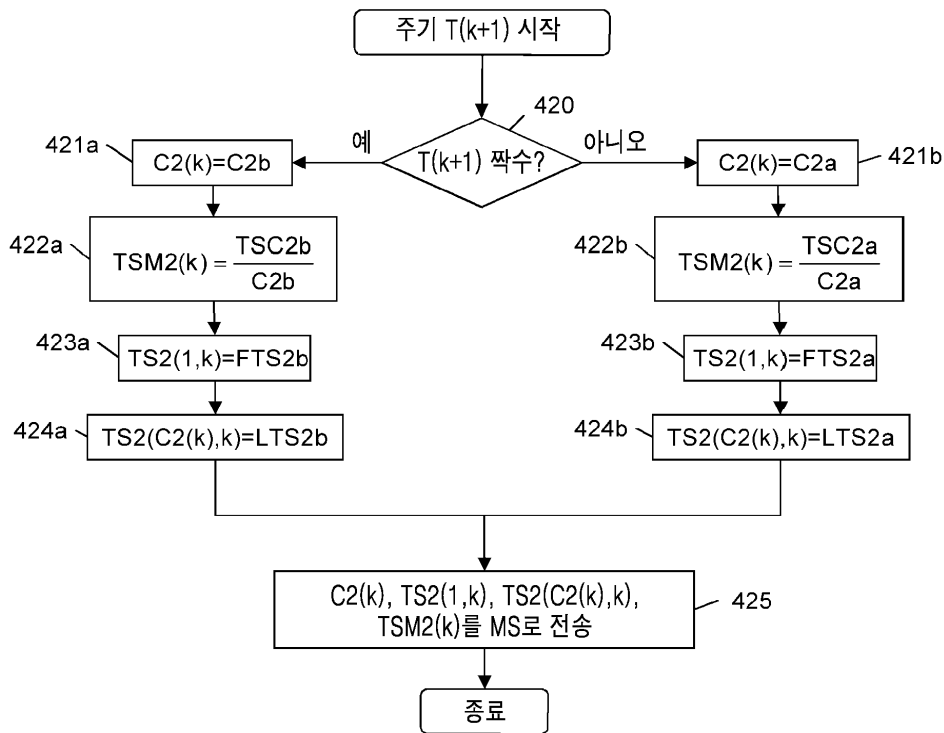 주기 T(k+1) 시작
420
예
아니오
T(k+1) 짝수?
421a
C2(k)=C2b
C2(k)=C2a
421b
422a
TSM2(k) = TSC2b
C2b
422b
TSM2(k) = TSC2a
C2a
423a
TS2(1,k)=FTS2b
423b
TS2(1,k)=FTS2a
424a
TS2(C2(k),k)=LTS2b
424b
TS2(C2(k),k)=LTS2a
C2(k), TS2(1,k), TS2(C2(k),k),
TSM2(k)를 MS로 전송
425
종료